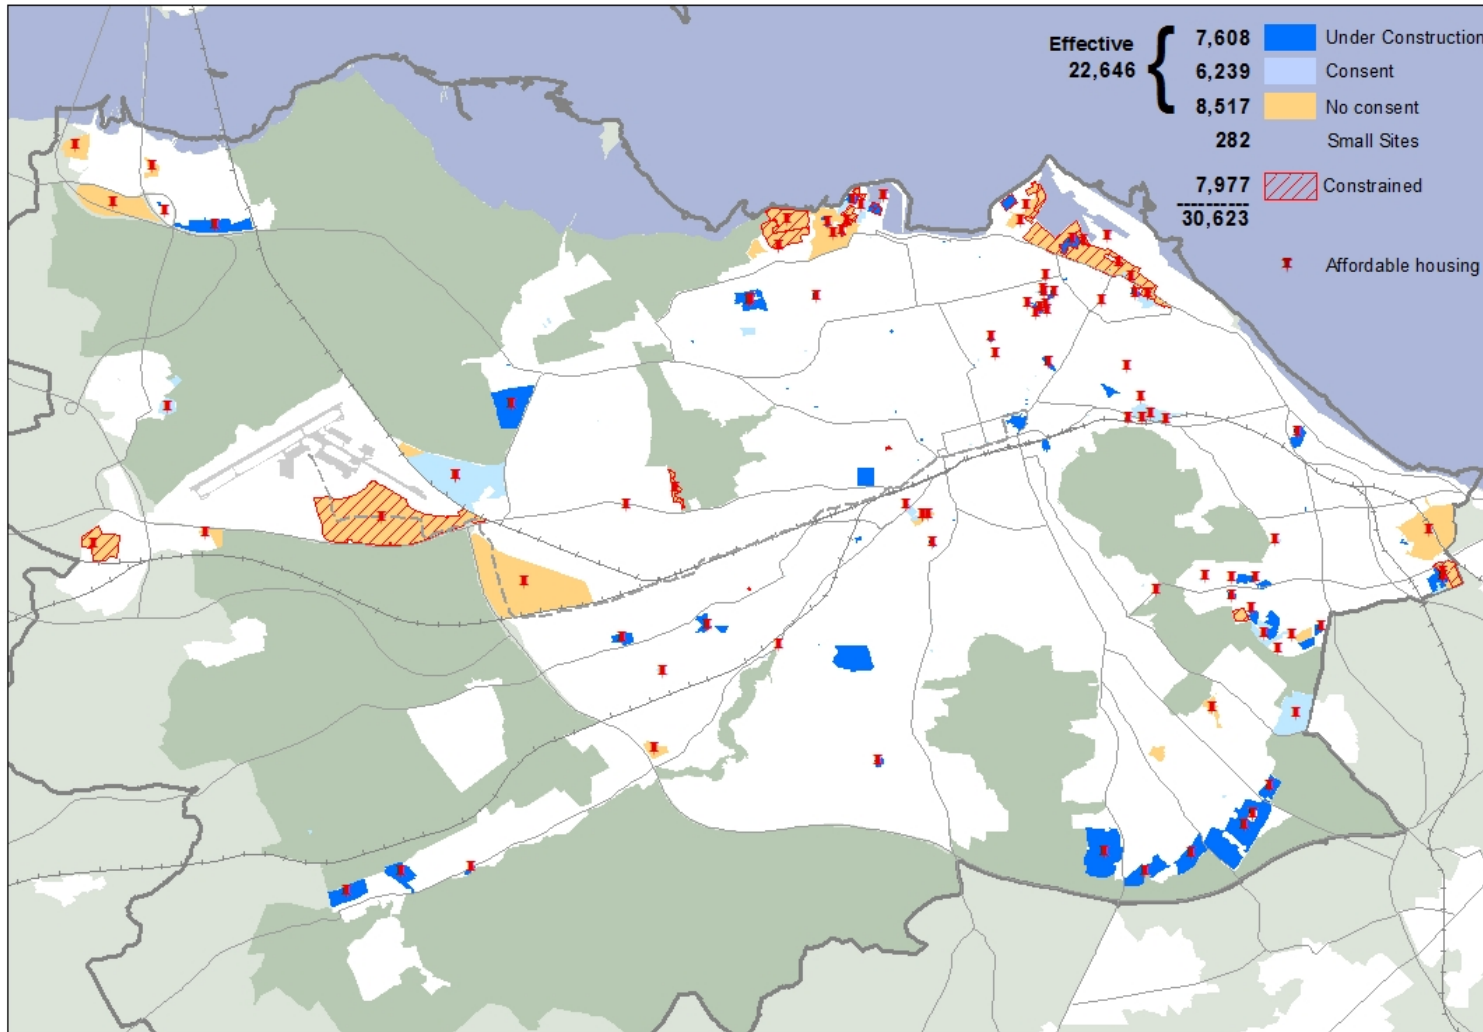 Effective
22,646
{
7,608 Under Construction
6,239 Consent
8,517 No consent
282 Small Sites
7,977 Constrained
---------
30,623
Affordable housing